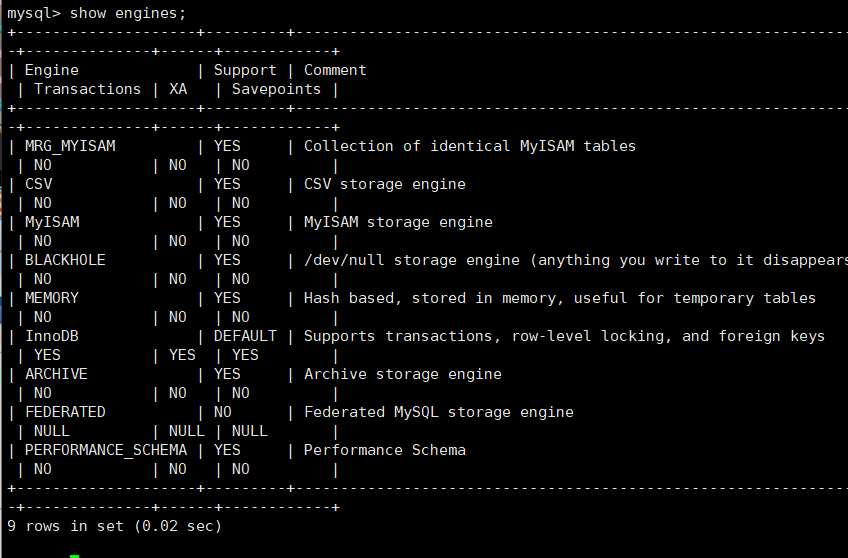 mysql> show engines;
+--------------------+---------+--------------------------------------------------------------
-+--------------+------+------------+
| Engine             | Support | Comment
 | Transactions | XA   | Savepoints |
+--------------------+---------+--------------------------------------------------------------
-+--------------+------+------------+
| MRG_MYISAM         | YES     | Collection of identical MyISAM tables
 | NO           | NO   | NO         |
| CSV                | YES     | CSV storage engine
 | NO           | NO   | NO         |
| MyISAM             | YES     | MyISAM storage engine
 | NO           | NO   | NO         |
| BLACKHOLE          | YES     | /dev/null storage engine (anything you write to it disappears
 | NO           | NO   | NO         |
| MEMORY             | YES     | Hash based, stored in memory, useful for temporary tables
 | NO           | NO   | NO         |
| InnoDB             | DEFAULT | Supports transactions, row-level locking, and foreign keys
 | YES          | YES  | YES        |
| ARCHIVE            | YES     | Archive storage engine
 | NO           | NO   | NO         |
| FEDERATED          | NO      | Federated MySQL storage engine
 | NULL         | NULL | NULL       |
| PERFORMANCE_SCHEMA | YES     | Performance Schema
 | NO           | NO   | NO         |
+--------------------+---------+--------------------------------------------------------------
-+--------------+------+------------+
9 rows in set (0.02 sec)